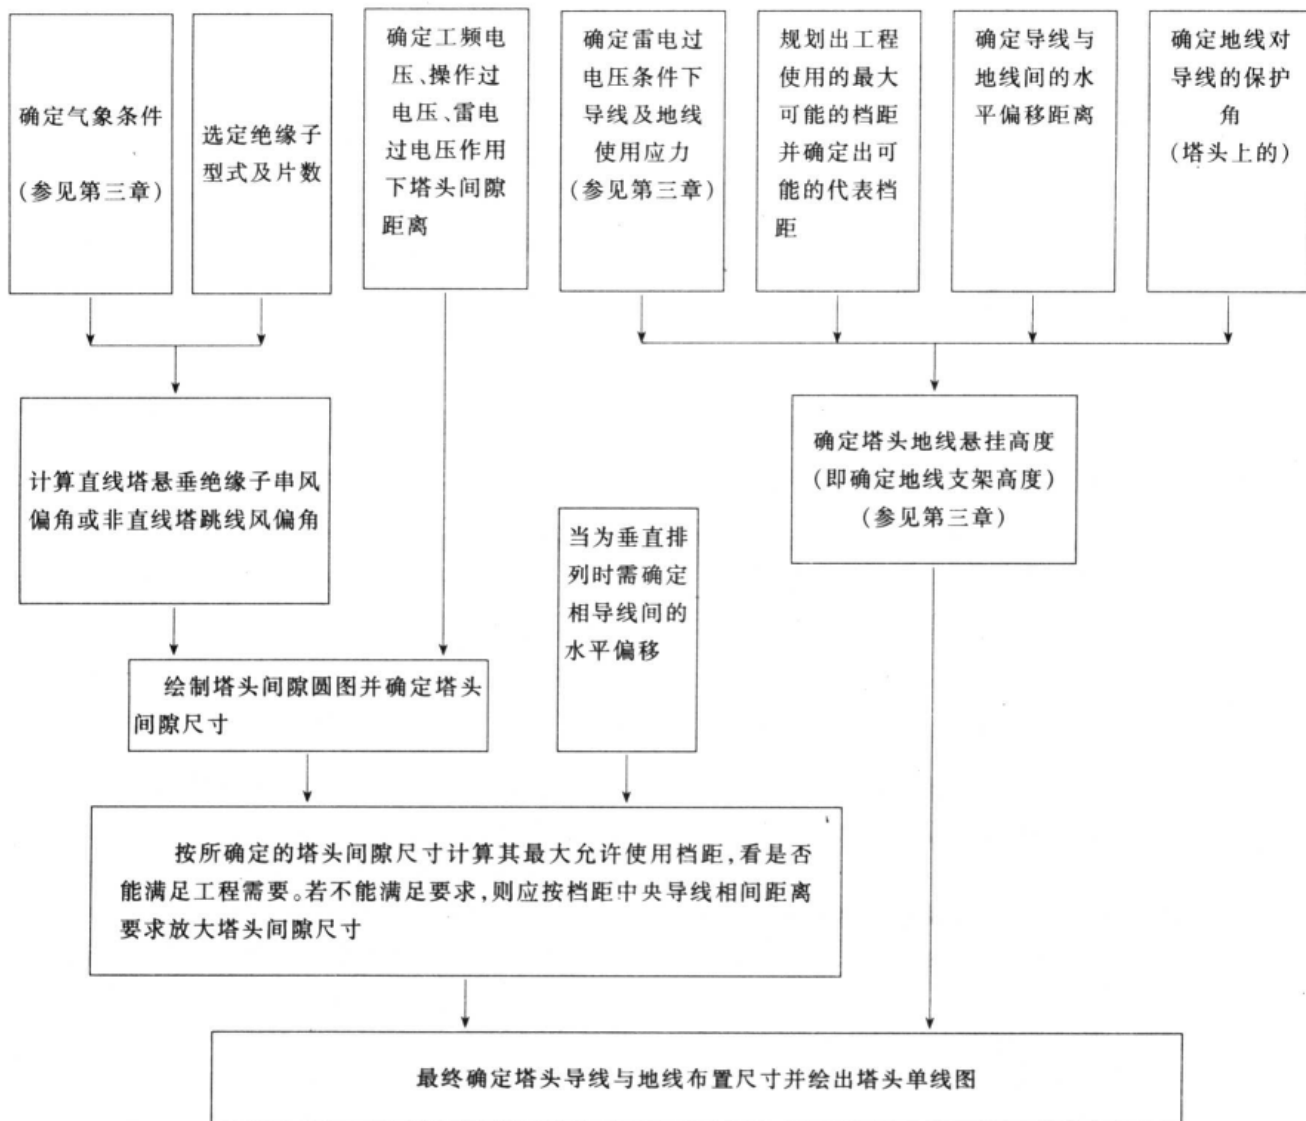 确定气象条件
(参见第三章)
选定绝缘子
型式及片数
确定工频电
压、操作过
电压、雷电
过电压作用
下塔头间隙
距离
确定雷电过
电压条件下
导线及地线
使用应力
(参见第三章)
规划出工程
使用的最大
可能的档距
并确定出可
能的代表档
距
确定导线与
地线间的水
平偏移距离
确定地线对
导线的保护
角
(塔头上的)
计算直线塔悬垂绝缘子串风
偏角或非直线塔跳线风偏角
确定塔头地线悬挂高度
(即确定地线支架高度)
(参见第三章)
当为垂直排
列时需确定
相导线间的
水平偏移
绘制塔头间隙圆图并确定塔头
间隙尺寸
按所确定的塔头间隙尺寸计算其最大允许使用档距,看是否
能满足工程需要。若不能满足要求,则应按档距中央导线相间距离
要求放大塔头间隙尺寸
最终确定塔头导线与地线布置尺寸并绘出塔头单线图